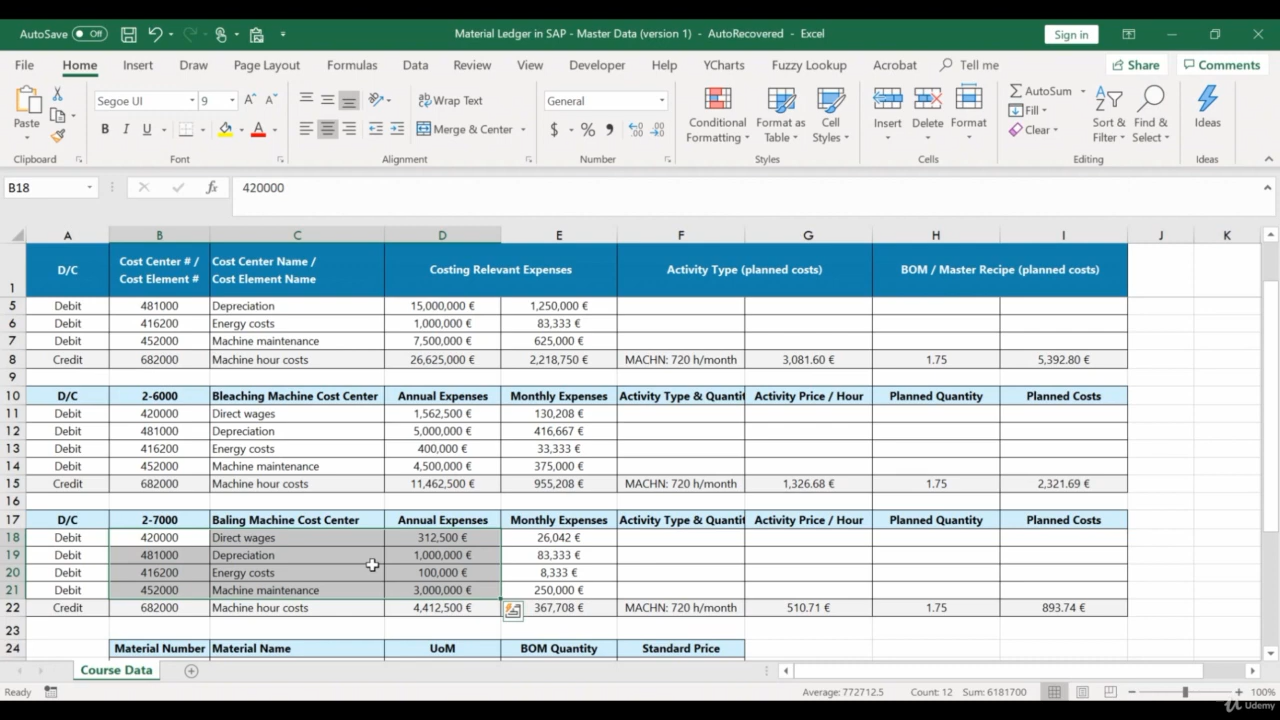 AutoSave Off Material Ledger in SAP - Master Data (version 1) - AutoRecovered - Excel Sign in
File Home Insert Draw Page Layout Formulas Data Review View Developer Help YCharts Fuzzy Lookup Acrobat Tell me Share Comments
Paste Segoe UI 9 A A Wrap Text General Conditional Formatting Format as Table Cell Styles Insert Delete Format AutoSum Sort & Filter Find & Select Ideas
Fill
B I U A Merge & Center $ % Clear
Clipboard Font Alignment Number Styles Cells Editing Ideas
B18 fx 420000
A B C D E F G H I J K
1 D/C Cost Center # / Cost Element # Cost Center Name / Cost Element Name Costing Relevant Expenses Activity Type (planned costs) BOM / Master Recipe (planned costs)
5 Debit 481000 Depreciation 15,000,000 € 1,250,000 €
6 Debit 416200 Energy costs 1,000,000 € 83,333 €
7 Debit 452000 Machine maintenance 7,500,000 € 625,000 €
8 Credit 682000 Machine hour costs 26,625,000 € 2,218,750 € MACHN: 720 h/month 3,081.60 € 1.75 5,392.80 €
9
10 D/C 2-6000 Bleaching Machine Cost Center Annual Expenses Monthly Expenses Activity Type & Quantit Activity Price / Hour Planned Quantity Planned Costs
11 Debit 420000 Direct wages 1,562,500 € 130,208 €
12 Debit 481000 Depreciation 5,000,000 € 416,667 €
13 Debit 416200 Energy costs 400,000 € 33,333 €
14 Debit 452000 Machine maintenance 4,500,000 € 375,000 €
15 Credit 682000 Machine hour costs 11,462,500 € 955,208 € MACHN: 720 h/month 1,326.68 € 1.75 2,321.69 €
16
17 D/C 2-7000 Baling Machine Cost Center Annual Expenses Monthly Expenses Activity Type & Quantit Activity Price / Hour Planned Quantity Planned Costs
18 Debit 420000 Direct wages 312,500 € 26,042 €
19 Debit 481000 Depreciation 1,000,000 € 83,333 €
20 Debit 416200 Energy costs 100,000 € 8,333 €
21 Debit 452000 Machine maintenance 3,000,000 € 250,000 €
22 Credit 682000 Machine hour costs 4,412,500 € 367,708 € MACHN: 720 h/month 510.71 € 1.75 893.74 €
23
24 Material Number Material Name UoM BOM Quantity Standard Price
Course Data
Ready Average: 772712.5 Count: 12 Sum: 6181700 100%
Udemy